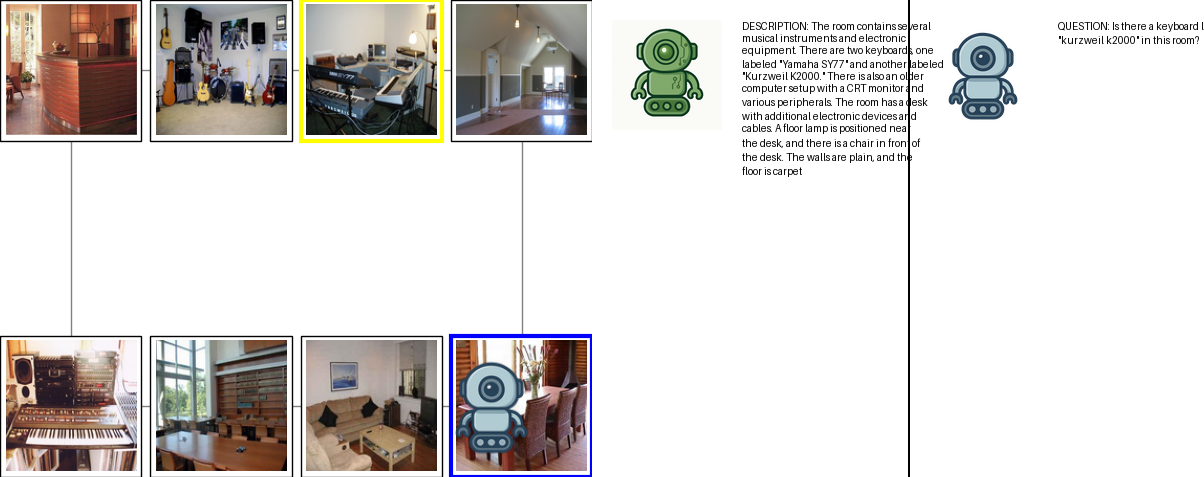 DESCRIPTION: The room contains several
musical instruments and electronic
equipment. There are two keyboards, one
labeled "Yamaha SY77" and another labeled
"Kurzweil K2000." There is also an older
computer setup with a CRT monitor and
various peripherals. The room has a desk
with additional electronic devices and
cables. A floor lamp is positioned near
the desk, and there is a chair in front of
the desk. The walls are plain, and the
floor is carpet
QUESTION: Is there a keyboard l
"kurzweil k2000" in this room?